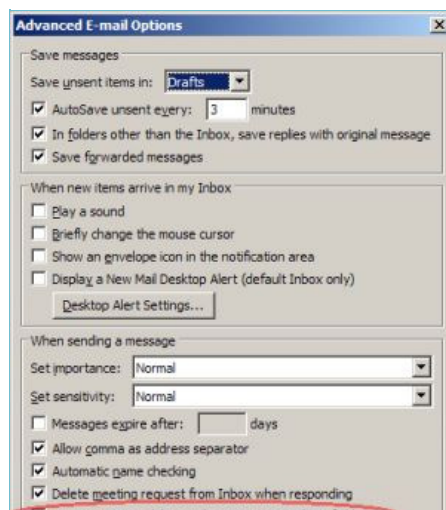 Advanced E-mail Options
Save messages
Save unsent items in: Drafts
AutoSave unsent every: 3 minutes
In folders other than the Inbox, save replies with original message
Save forwarded messages
When new items arrive in my Inbox
Play a sound
Briefly change the mouse cursor
Show an envelope icon in the notification area
Display a New Mail Desktop Alert (default Inbox only)
Desktop Alert Settings...
When sending a message
Set importance: Normal
Set sensitivity: Normal
Messages expire after: days
Allow comma as address separator
Automatic name checking
Delete meeting request from Inbox when responding